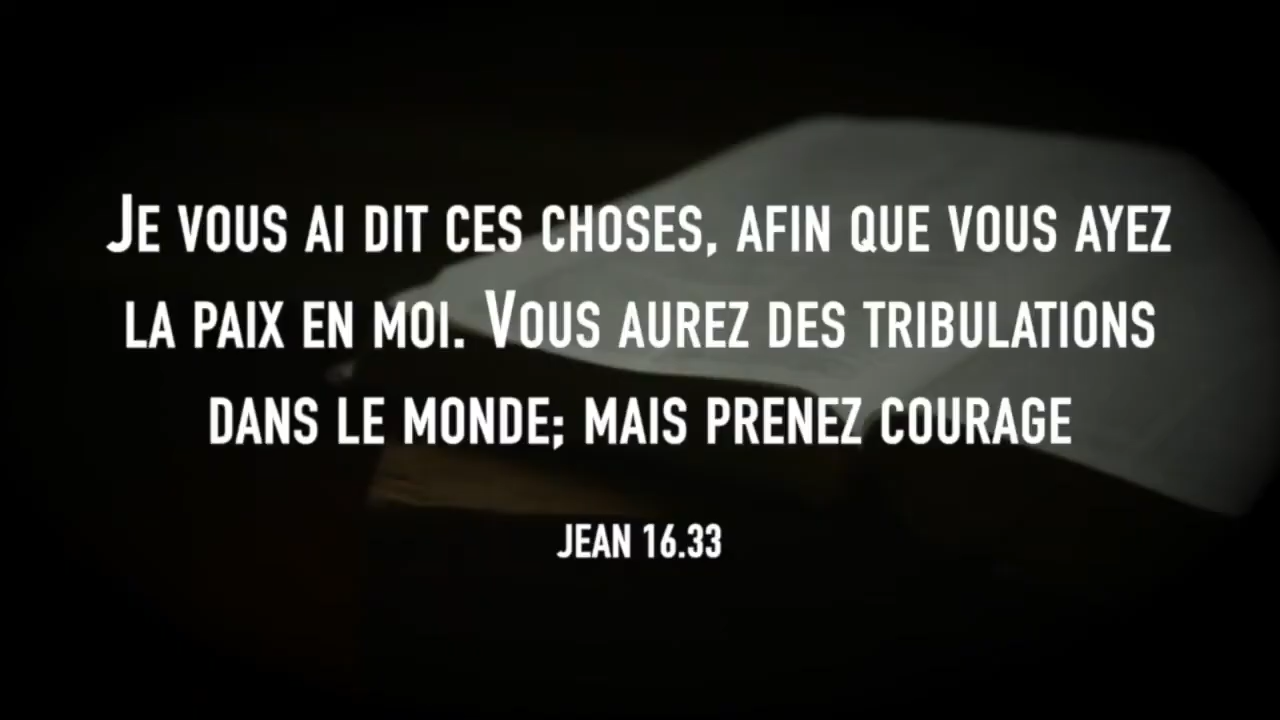 Je vous ai dit ces choses, afin que vous ayez
la paix en moi. Vous aurez des tribulations
dans le monde; mais prenez courage
Jean 16.33